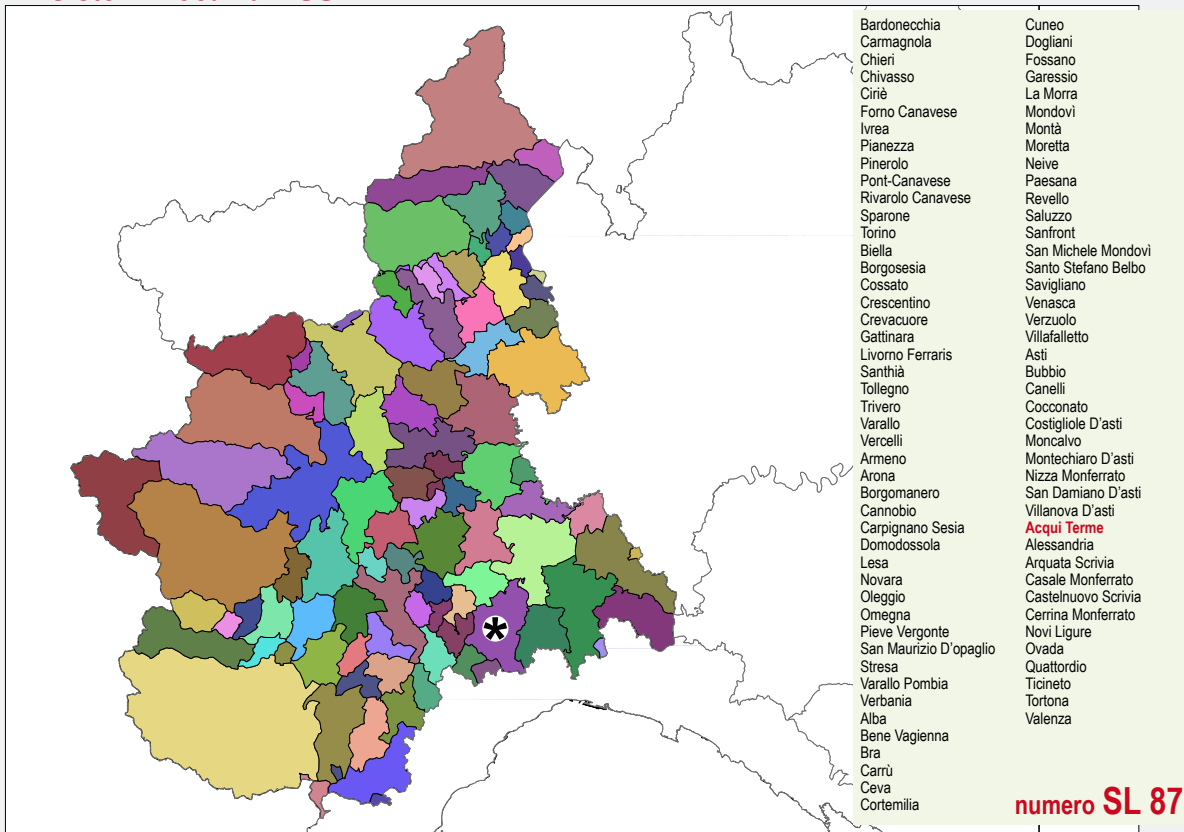 Bardonecchia
Carmagnola
Chieri
Chivasso
Ciriè
Forno Canavese
Ivrea
Pianezza
Pinerolo
Pont-Canavese
Rivarolo Canavese
Sparone
Torino
Biella
Borgosesia
Cossato
Crescentino
Crevacuore
Gattinara
Livorno Ferraris
Santhià
Tollegno
Trivero
Varallo
Vercelli
Armeno
Arona
Borgomanero
Cannobio
Carpignano Sesia
Domodossola
Lesa
Novara
Oleggio
Omegna
Pieve Vergonte
San Maurizio D'opaglio
Stresa
Varallo Pombia
Verbania
Alba
Bene Vagienna
Bra
Carrù
Ceva
Cortemilia
Cuneo
Dogliani
Fossano
Garessio
La Morra
Mondovì
Montà
Moretta
Neive
Paesana
Revello
Saluzzo
Sanfront
San Michele Mondovì
Santo Stefano Belbo
Savigliano
Venasca
Verzuolo
Villafalletto
Asti
Bubbio
Canelli
Cocconato
Costigliole D'asti
Moncalvo
Montechiaro D'asti
Nizza Monferrato
San Damiano D'asti
Villanova D'asti
Acqui Terme
Alessandria
Arquata Scrivia
Casale Monferrato
Castelnuovo Scrivia
Cerrina Monferrato
Novi Ligure
Ovada
Quattordio
Ticineto
Tortona
Valenza
numero SL 87